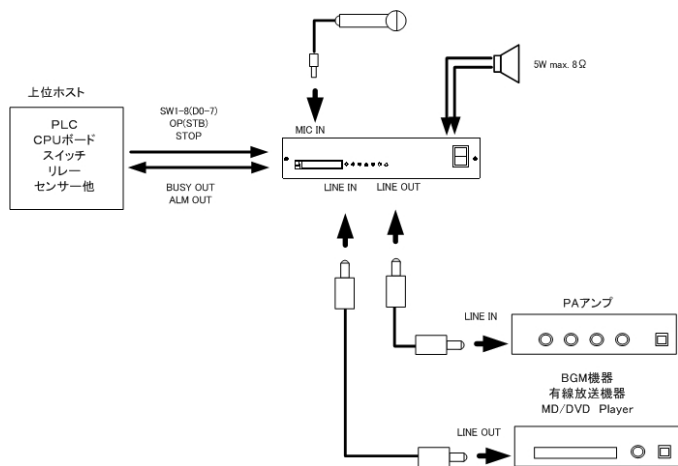 5W max. 8Ω
上位ホスト
PLC
CPUボード
スイッチ
リレー
センサー他
SW1-8(D0-7)
OP(STB)
STOP
BUSY OUT
ALM OUT
MIC IN
LINE IN
LINE OUT
PAアンプ
LINE IN
BGM機器
有線放送機器
MD/DVD Player
LINE OUT